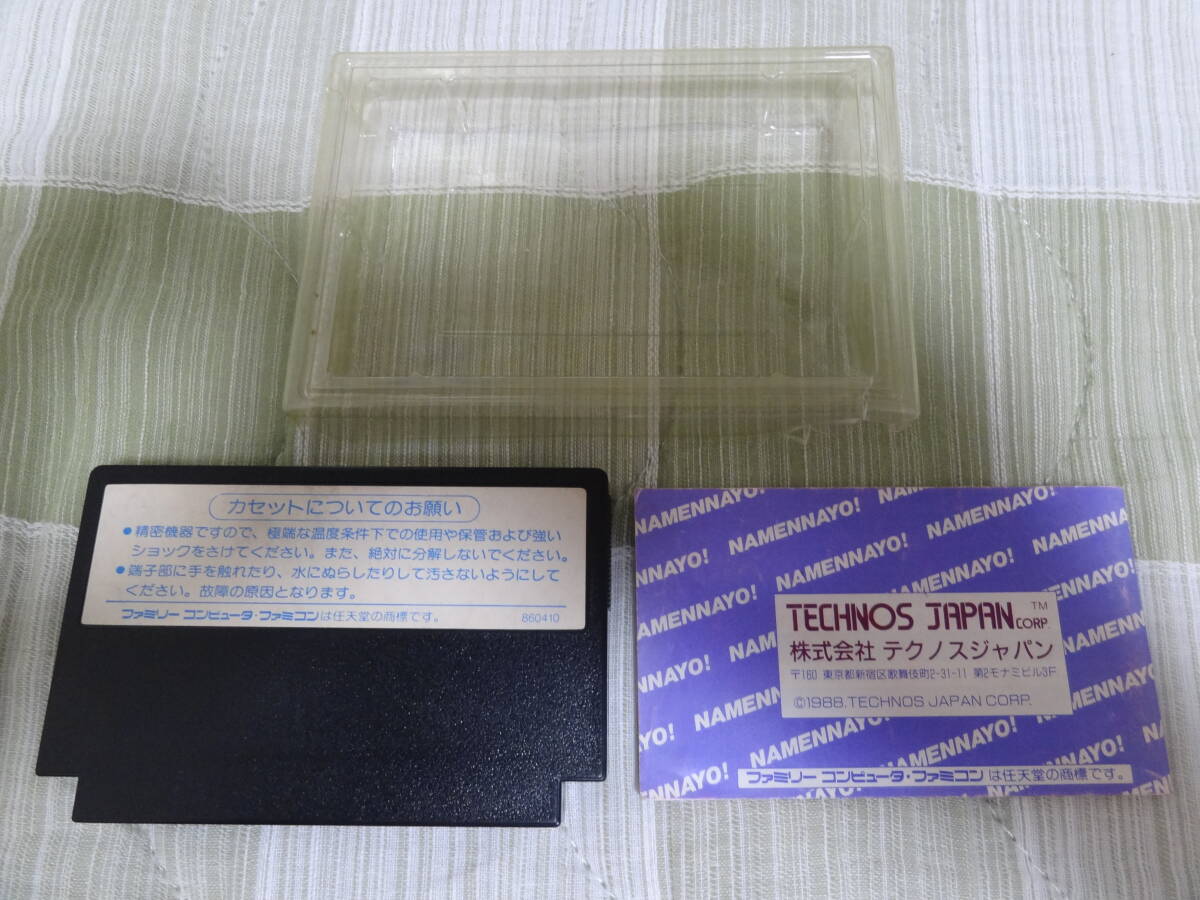 カセットについてのお願い
●精密機器ですので、極端な温度条件下での使用や保管および強い
ショックをさけてください。また、絶対に分解しないでください。
●端子部に手を触れたり、水にぬらしたりして汚さないようにして
ください。故障の原因となります。
ファミリーコンピュータ・ファミコンは任天堂の商標です。 860410
NAMENNAYO! NAMENNAYO!
NNAYO! NAMENNAYO! NAMENNAYO!
AMENNAYO!
TECHNOS JAPAN CORP. TM
株式会社 テクノスジャパン
〒160 東京都新宿区歌舞伎町2-31-11 第2モナミビル3F
©1988.TECHNOS JAPAN CORP.
YO! NAMENNAYO! NAMENNAYO!
ENNAYO! NAMENNAYO! NAMENNAYO!
ファミリーコンピュータ・ファミコンは任天堂の商標です。